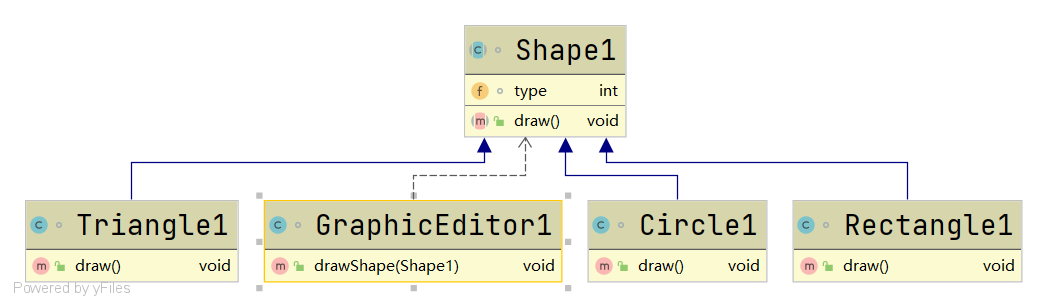 Shape1
type int
draw() void
Triangle1 GraphicEditor1 Circle1 Rectangle1
draw() void drawShape(Shape1) void draw() void draw() void
Powered by yFiles